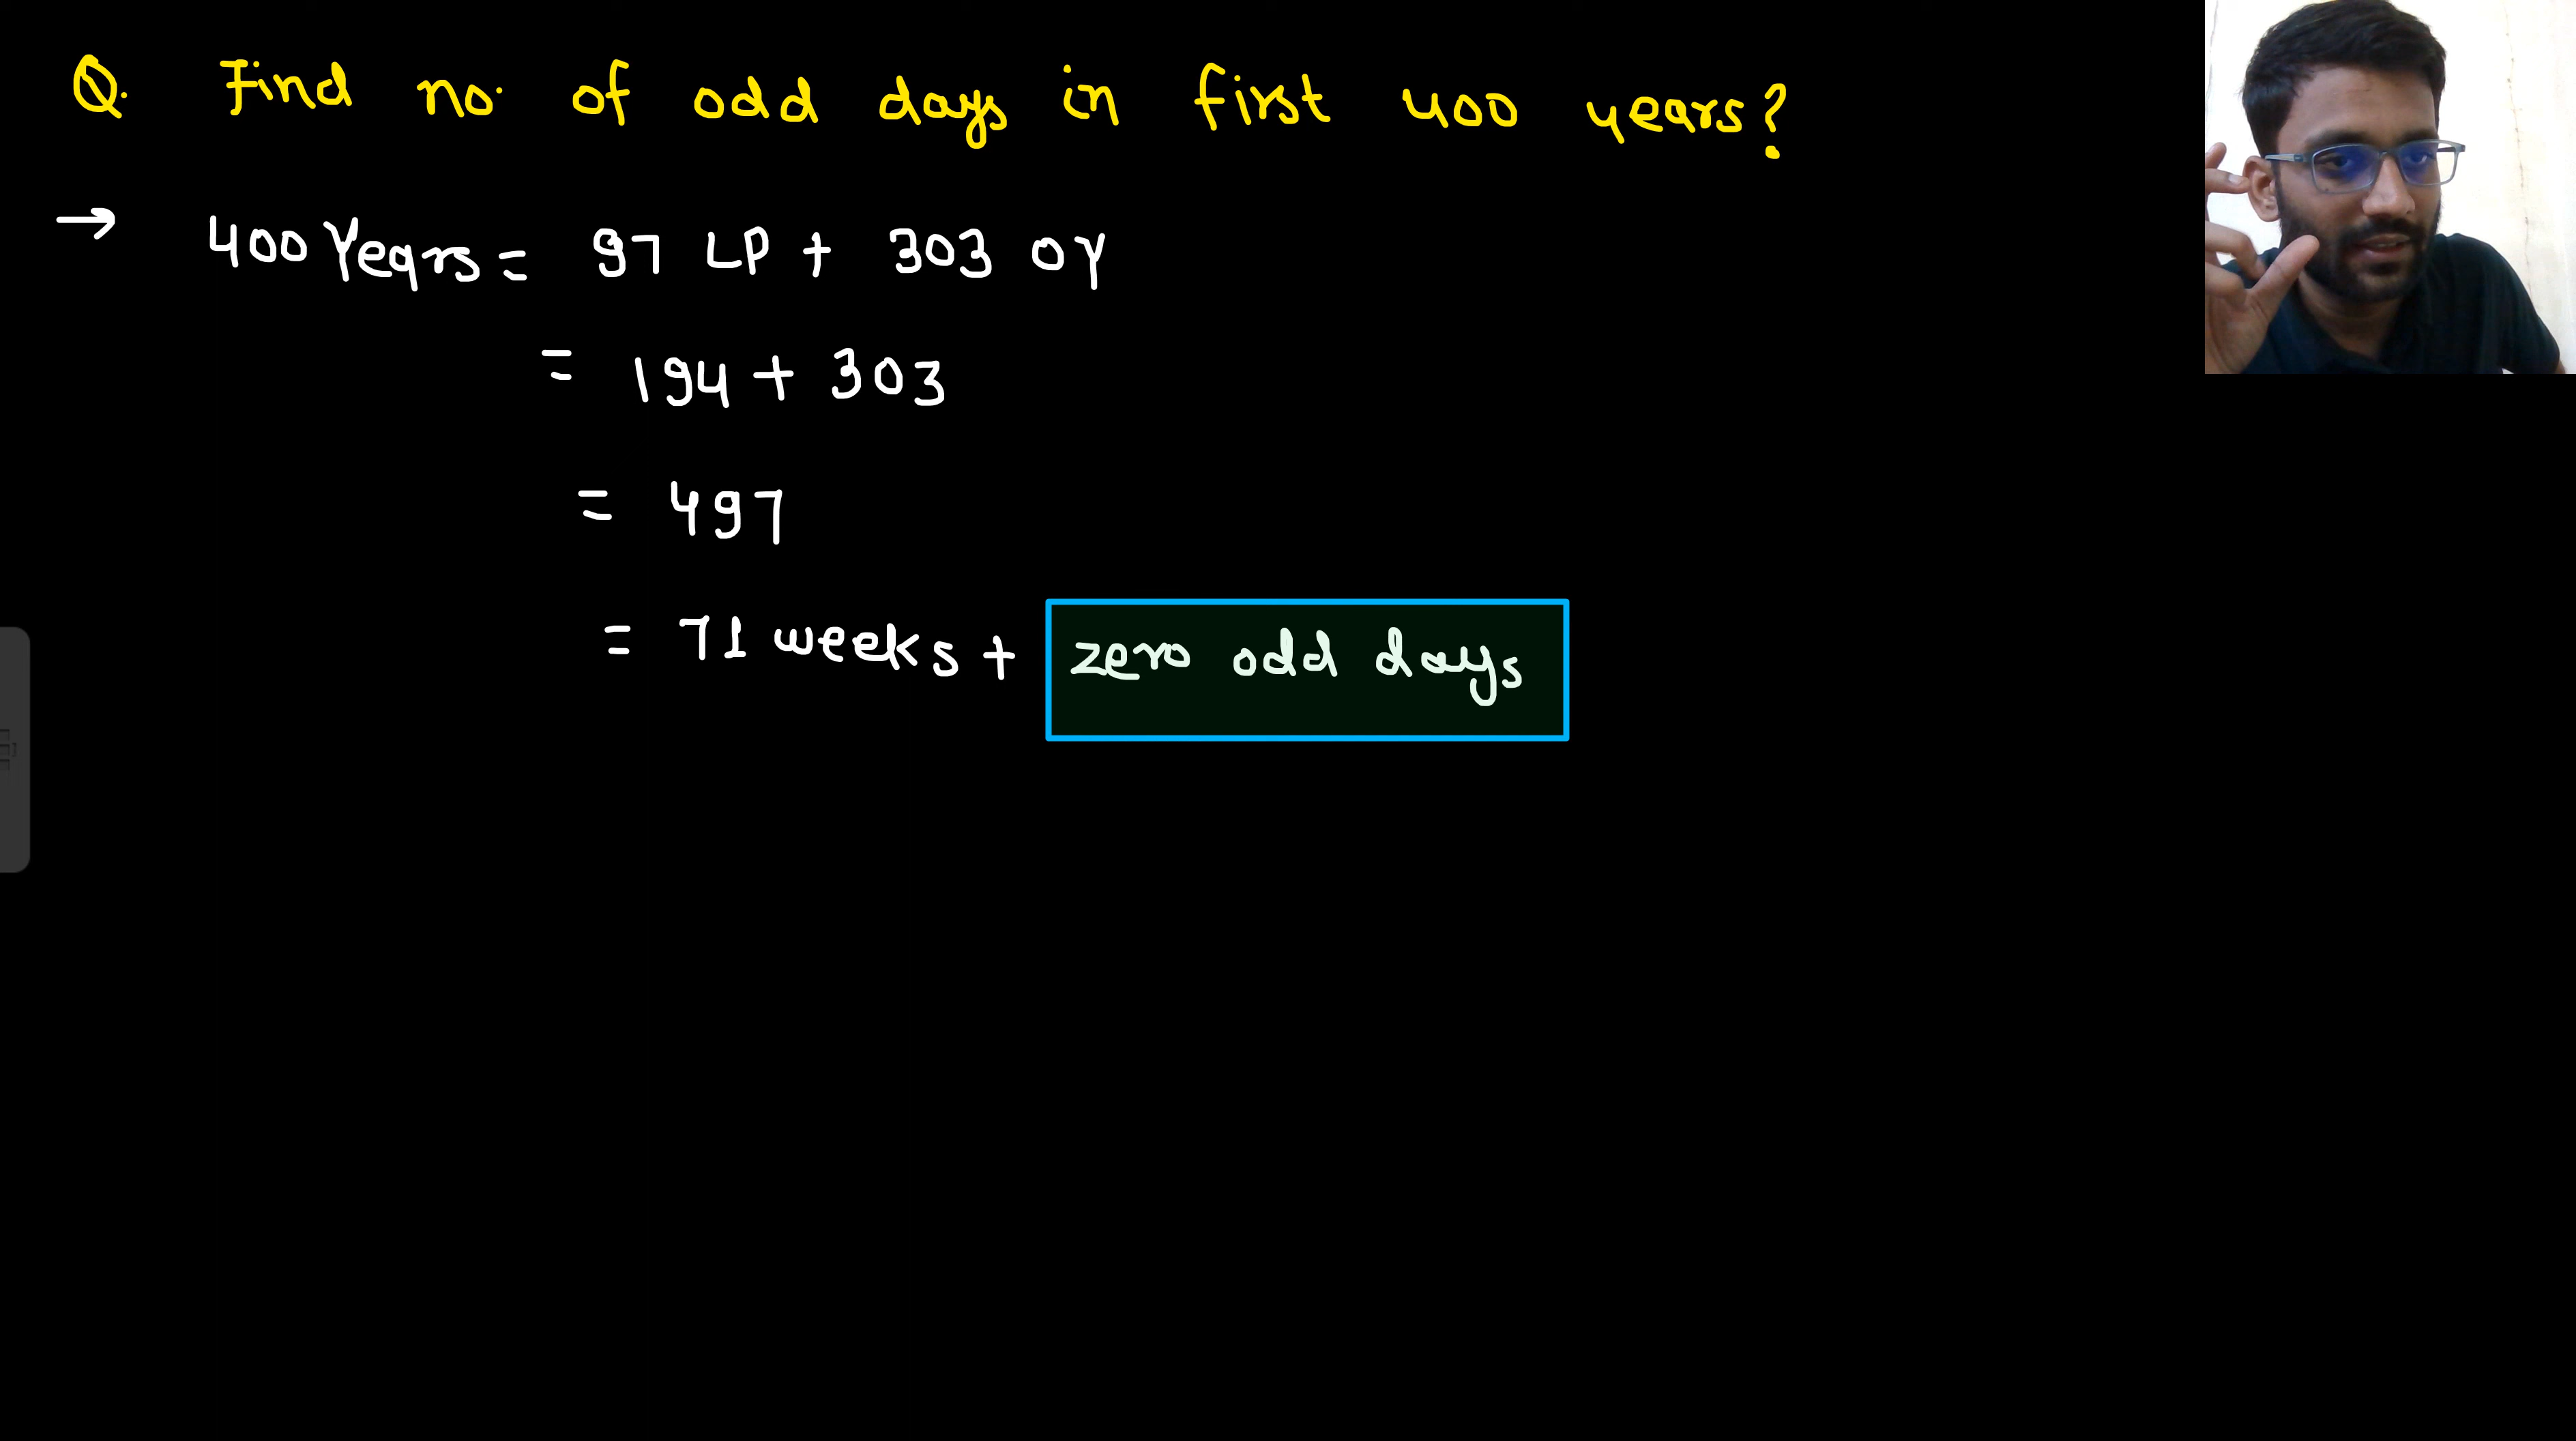 Q. Find no. of odd days in first 400 years?
→ 400 Years = 97 LP + 303 OY
= 194 + 303
= 497
= 71 weeks + zero odd days